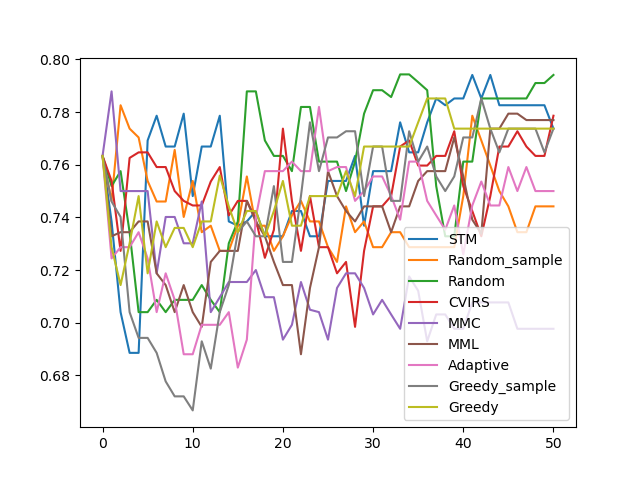 0.80
0.78
0.76
0.74
0.72
0.70
0.68
0
10
20
30
40
50
STM
Random_sample
Random
CVIRS
MMC
MML
Adaptive
Greedy_sample
Greedy